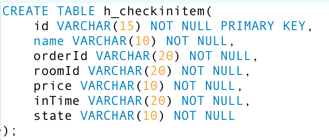 CREATE TABLE h_checkinitem(
    id VARCHAR(15) NOT NULL PRIMARY KEY,
    name VARCHAR(10) NOT NULL,
    orderId VARCHAR(20) NOT NULL,
    roomId VARCHAR(20) NOT NULL,
    price VARCHAR(10) NOT NULL,
    inTime VARCHAR(20) NOT NULL,
    state VARCHAR(10) NOT NULL
);